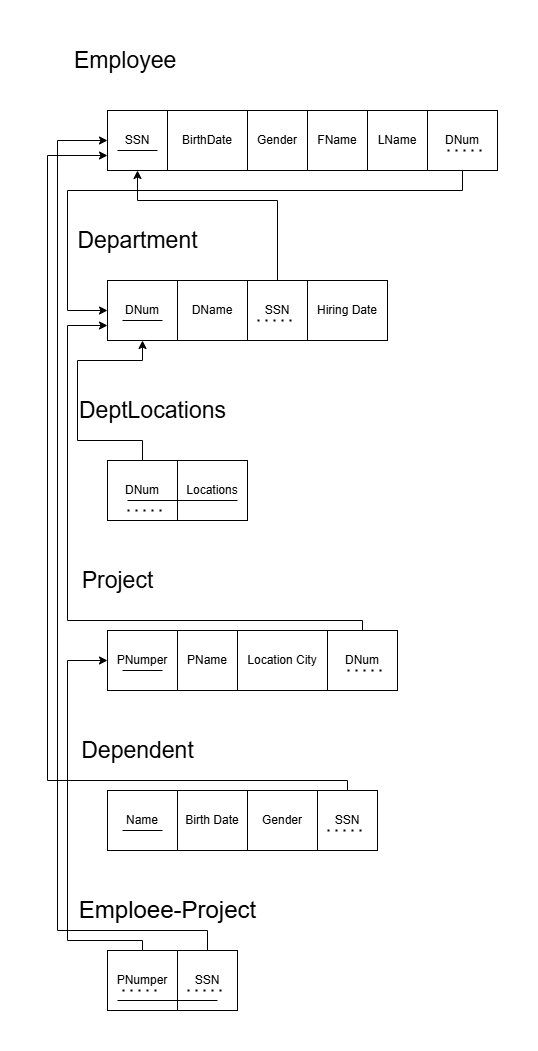 Employee
SSN BirthDate Gender FName LName DNum
Department
DNum DName SSN Hiring Date
DeptLocations
DNum Locations
Project
PNumper PName Location City DNum
Dependent
Name Birth Date Gender SSN
Emploee-Project
PNumper SSN